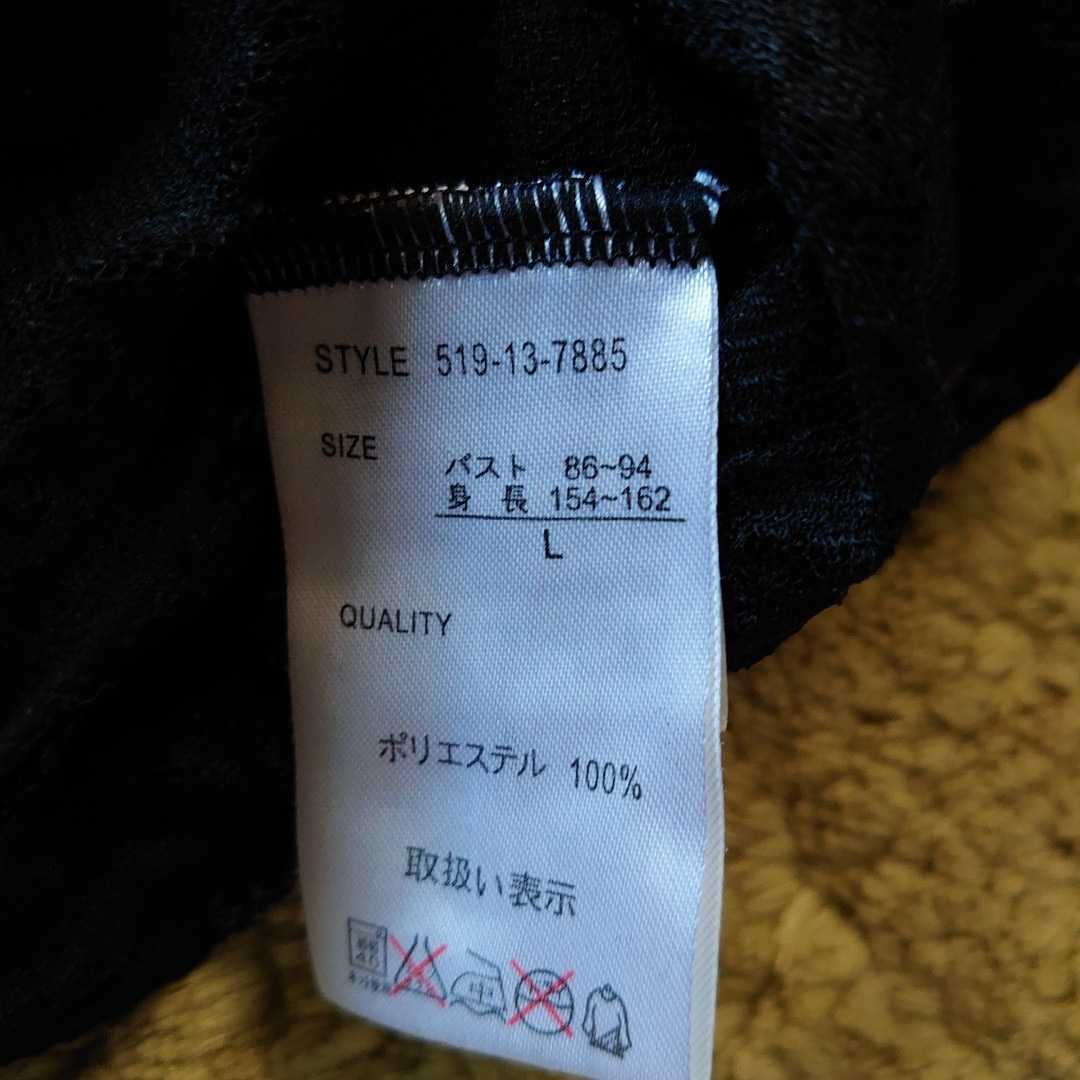 STYLE 519-13-7885
SIZE
バスト 86~94
身長 154~162
L
QUALITY
ポリエステル 100%
取扱い表示
中